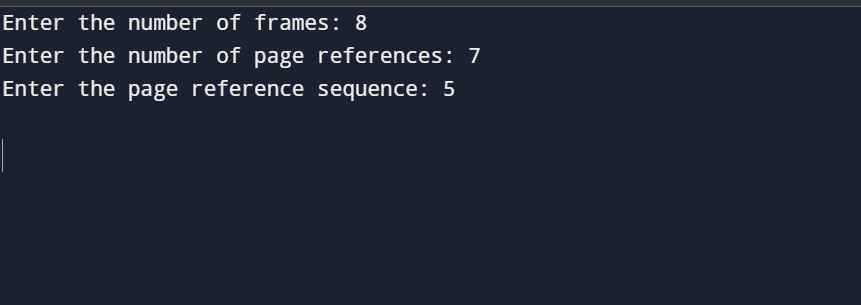 Enter the number of frames: 8
Enter the number of page references: 7
Enter the page reference sequence: 5